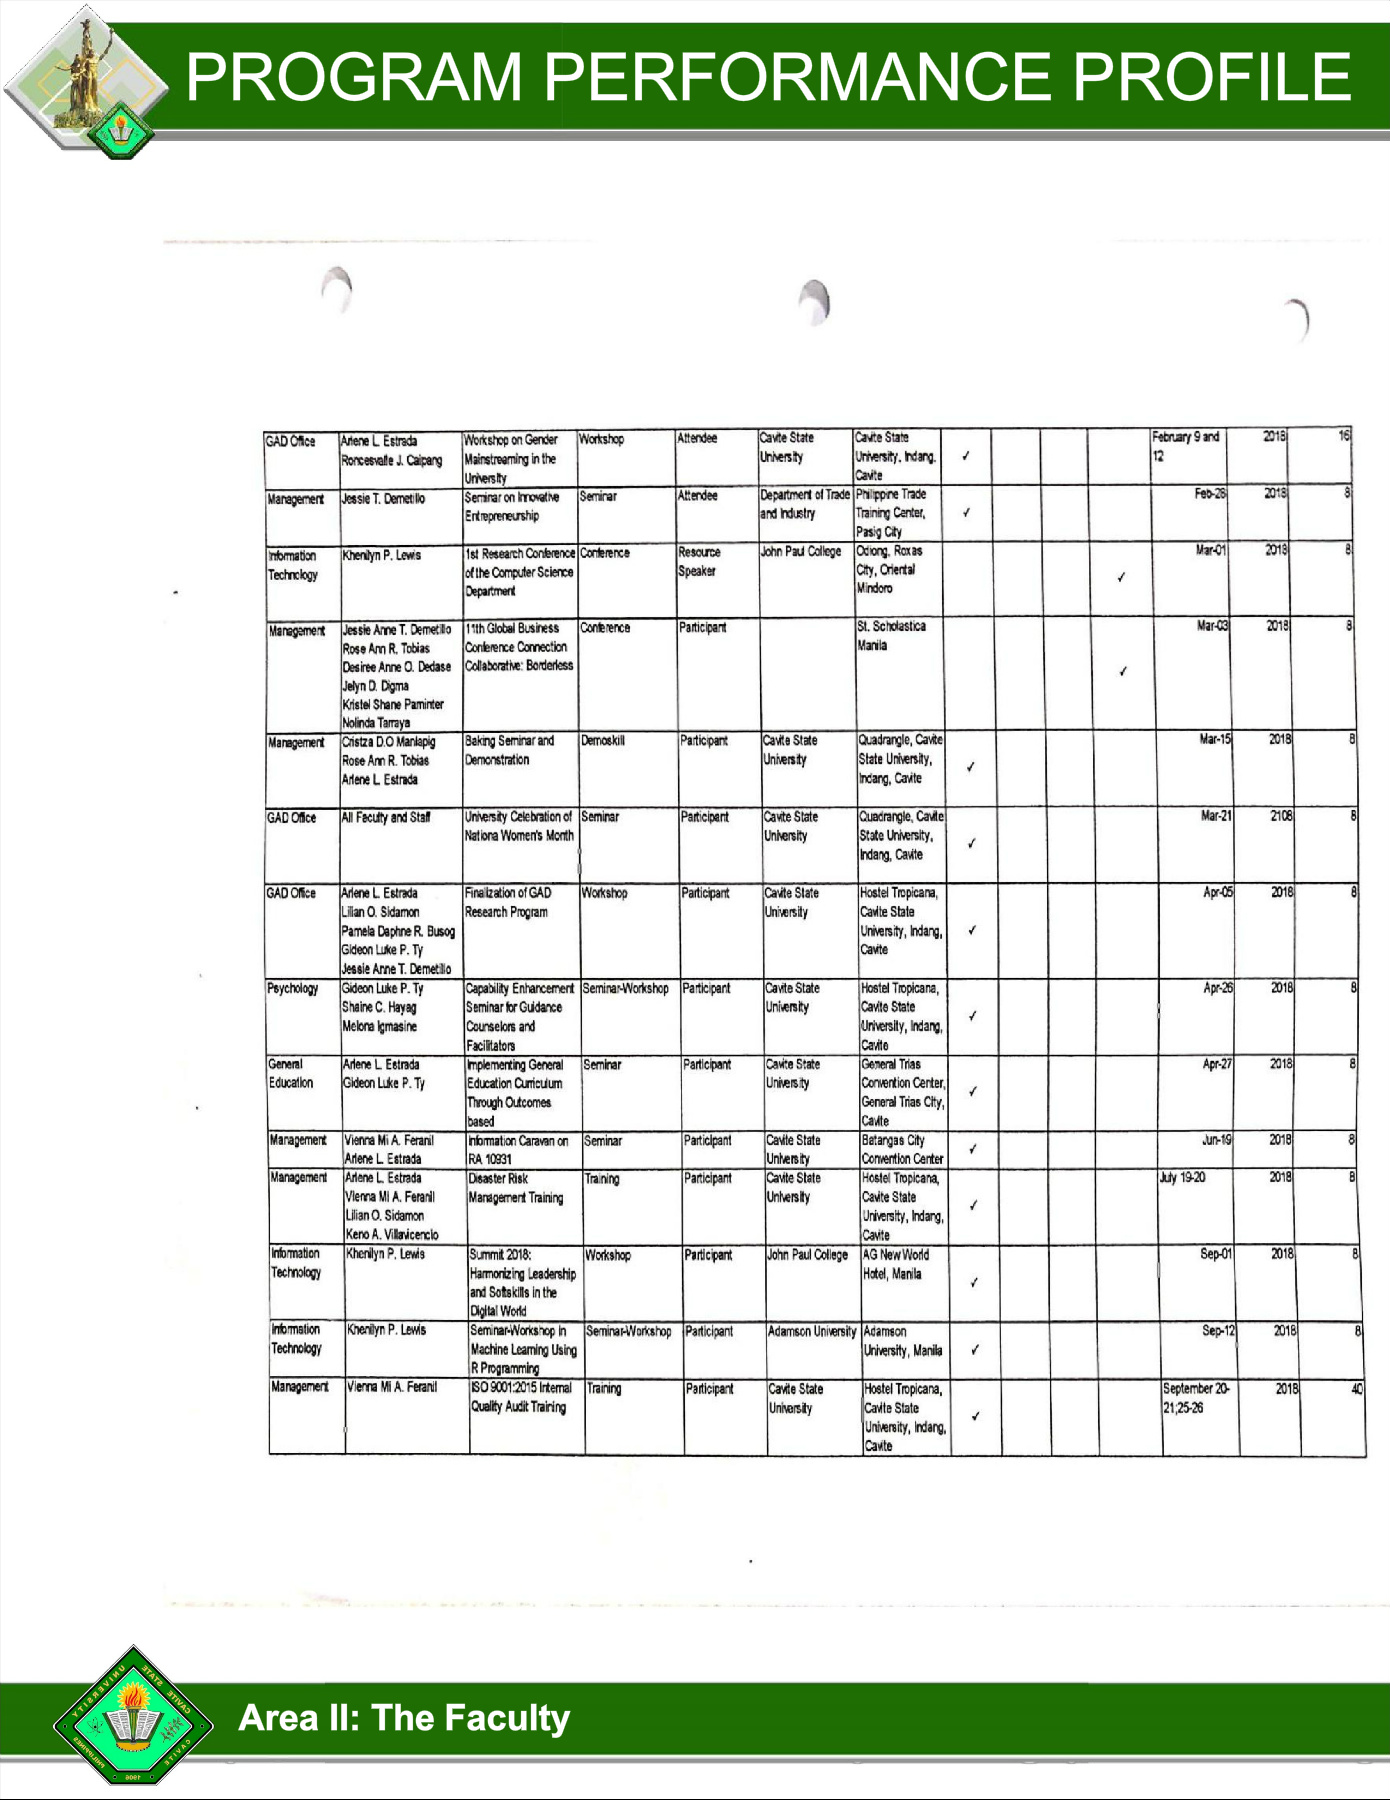 PROGRAM PERFORMANCE PROFILE
GAD Office
Arlene L. Estrada
Roncesvalle J. Caipang
Workshop on Gender
Mainstreaming in the
University
Workshop
Attendee
Cavite State
University
Cavite State
University, Indang,
Cavite
✓
February 9 and
12
2018
16
Management
Jessie T. Demetillo
Seminar on Innovative
Entrepreneurship
Seminar
Attendee
Department of Trade
and Industry
Philippine Trade
Training Center,
Pasig City
✓
Feb-26
2018
8
Information
Technology
Khenilyn P. Lewis
1st Research Conference
of the Computer Science
Department
Conference
Resource
Speaker
John Paul College
Odiong, Roxas
City, Oriental
Mindoro
✓
Mar-01
2018
8
Management
Jessie Anne T. Demetillo
Rose Ann R. Tobias
Desiree Anne O. Dedase
Jelyn D. Digma
Kristel Shane Paminter
Nolinda Tarraya
11th Global Business
Conference Connection
Collaborative: Borderless
Conference
Participant
St. Scholastica
Manila
✓
Mar-03
2018
8
Management
Cristza D.O Manlapig
Rose Ann R. Tobias
Arlene L. Estrada
Baking Seminar and
Demonstration
Demoskill
Participant
Cavite State
University
Quadrangle, Cavite
State University,
Indang, Cavite
✓
Mar-15
2018
8
GAD Office
All Faculty and Staff
University Celebration of
Nationa Women's Month
Seminar
Participant
Cavite State
University
Quadrangle, Cavite
State University,
Indang, Cavite
✓
Mar-21
2108
8
GAD Office
Arlene L. Estrada
Lilian O. Sidamon
Pamela Daphne R. Busog
Gideon Luke P. Ty
Jessie Anne T. Demetillo
Finalization of GAD
Research Program
Workshop
Participant
Cavite State
University
Hostel Tropicana,
Cavite State
University, Indang,
Cavite
✓
Apr-05
2018
8
Psychology
Gideon Luke P. Ty
Shaine C. Hayag
Melona Igmasine
Capability Enhancement
Seminar for Guidance
Counselors and
Facilitators
Seminar-Workshop
Participant
Cavite State
University
Hostel Tropicana,
Cavite State
University, Indang,
Cavite
✓
Apr-26
2018
8
General
Education
Arlene L. Estrada
Gideon Luke P. Ty
Implementing General
Education Curriculum
Through Outcomes
based
Seminar
Participant
Cavite State
University
General Trias
Convention Center,
General Trias City,
Cavite
✓
Apr-27
2018
8
Management
Vienna Mi A. Feranil
Arlene L. Estrada
Information Caravan on
RA 10931
Seminar
Participant
Cavite State
University
Batangas City
Convention Center
✓
Jun-19
2018
8
Management
Arlene L. Estrada
Vienna Mi A. Feranil
Lilian O. Sidamon
Keno A. Villavicencio
Disaster Risk
Management Training
Training
Participant
Cavite State
University
Hostel Tropicana,
Cavite State
University, Indang,
Cavite
✓
July 19-20
2018
8
Information
Technology
Khenilyn P. Lewis
Summit 2018:
Harmonizing Leadership
and Softskills in the
Digital World
Workshop
Participant
John Paul College
AG New World
Hotel, Manila
✓
Sep-01
2018
8
Information
Technology
Khenilyn P. Lewis
Seminar-Workshop in
Machine Learning Using
R Programming
Seminar-Workshop
Participant
Adamson University
Adamson
University, Manila
✓
Sep-12
2018
8
Management
Vienna Mi A. Feranil
ISO 9001:2015 Internal
Quality Audit Training
Training
Participant
Cavite State
University
Hostel Tropicana,
Cavite State
University, Indang,
Cavite
✓
September 20-
21;25-26
2018
40
CAVITE STATE UNIVERSITY
CAVITE
PHILIPPINES
1906
Area II: The Faculty